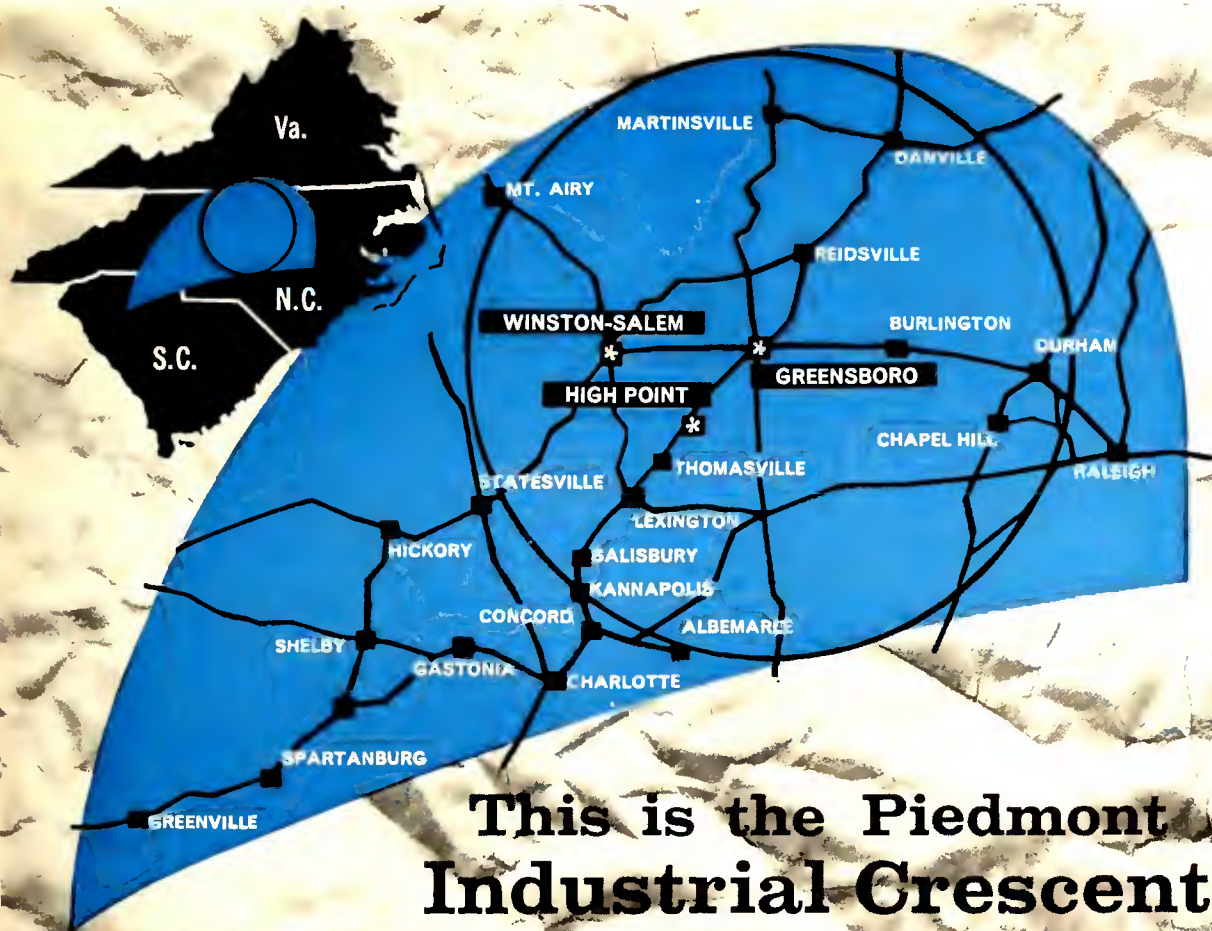 Va.
N.C.
S.C.
MARTINSVILLE
DANVILLE
MT. AIRY
REIDSVILLE
WINSTON-SALEM
BURLINGTON
DURHAM
GREENSBORO
HIGH POINT
CHAPEL HILL
RALEIGH
THOMASVILLE
STATESVILLE
LEXINGTON
HICKORY
SALISBURY
KANNAPOLIS
CONCORD
ALBEMARLE
SHELBY
GASTONIA
CHARLOTTE
SPARTANBURG
GREENVILLE
This is the Piedmont
Industrial Crescent